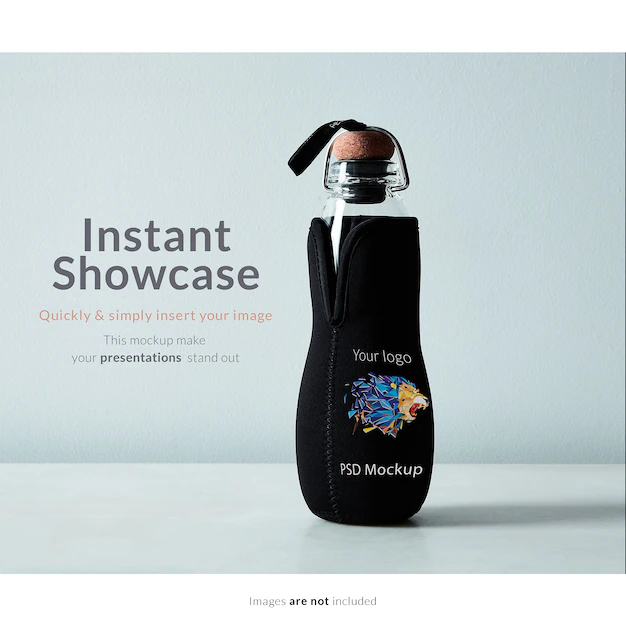 Instant
Showcase
Quickly & simply insert your image
This mockup make
your presentations stand out
Your logo
PSD Mockup
Images are not included